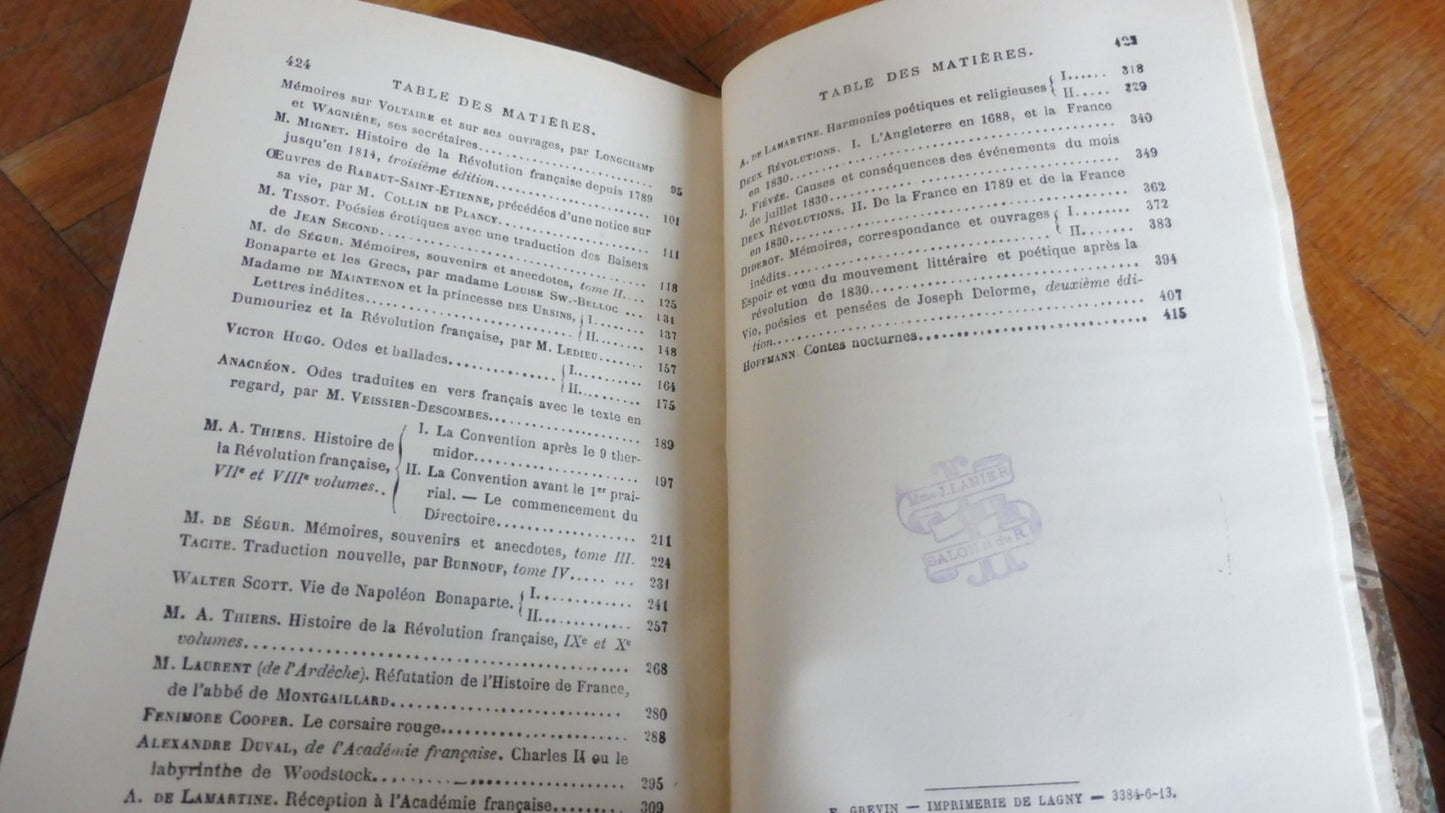 424
TABLE DES MATIÈRES.
Mémoires sur VOLTAIRE et sur ses ouvrages, par LONGCHAMP
et WAGNIÈRE, ses secrétaires.......... 95
M. MIGNET. Histoire de la Révolution française depuis 1789
jusqu'en 1814, troisième édition.......... 101
Œuvres de RABAUT-SAINT-ETIENNE, précédées d'une notice sur
sa vie, par M. COLLIN DE PLANCY.......... 111
M. TISSOT. Poésies érotiques avec une traduction des Baisers
de JEAN SECOND.......... 118
M. DE SÉGUR. Mémoires, souvenirs et anecdotes, tome II.... 125
Bonaparte et les Grecs, par madame LOUISE SW.-BELLOC... 131
Madame DE MAINTENON et la princesse DES URSINS, { I...... 137
Lettres inédites.......... { II...... 148
Dumouriez et la Révolution française, par M. LEDIEU...... 157
VICTOR HUGO. Odes et ballades.......... { I...... 164
{ II...... 175
ANACRÉON. Odes traduites en vers français avec le texte en
regard, par M. VEISSIER-DESCOMBES.......... 189
M. A. THIERS. Histoire de
la Révolution française,
VIIe et VIIIe volumes..
I. La Convention après le 9 ther-
midor.......... 197
II. La Convention avant le 1er prai-
rial. — Le commencement du
Directoire.......... 211
M. DE SÉGUR. Mémoires, souvenirs et anecdotes, tome III. 224
TACITE. Traduction nouvelle, par BURNOUF, tome IV..... ... 231
WALTER SCOTT. Vie de Napoléon Bonaparte. { I.......... 241
{ II.......... 257
M. A. THIERS. Histoire de la Révolution française, IXe et Xe
volumes.......... 268
M. LAURENT (de l'Ardèche). Réfutation de l'Histoire de France,
de l'abbé de MONTGAILLARD.......... 280
FENIMORE COOPER. Le corsaire rouge.......... 288
ALEXANDRE DUVAL, de l'Académie française. Charles II ou le
labyrinthe de Woodstock.......... 295
A. DE LAMARTINE. Réception à l'Académie française.......... 309
TABLE DES MATIÈRES.
A. DE LAMARTINE. Harmonies poétiques et religieuses { I...... 318
{ II...... 329
DEUX RÉVOLUTIONS. I. L'Angleterre en 1688, et la France
en 1830.......... 340
J. FIÉVÉE. Causes et conséquences des événements du mois
de juillet 1830.......... 349
DEUX RÉVOLUTIONS. II. De la France en 1789 et de la France
en 1830.......... 362
DIDEROT. Mémoires, correspondance et ouvrages { I........ 372
inédits.......... { II........ 383
Espoir et vœu du mouvement littéraire et poétique après la
révolution de 1830.......... 394
Vie, poésies et pensées de Joseph Delorme, deuxième édi-
tion.......... 407
HOFFMANN. Contes nocturnes.......... 415
Mme J. LANIER
SALON du R.
E. GREVIN — IMPRIMERIE DE LAGNY — 3384-6-13.